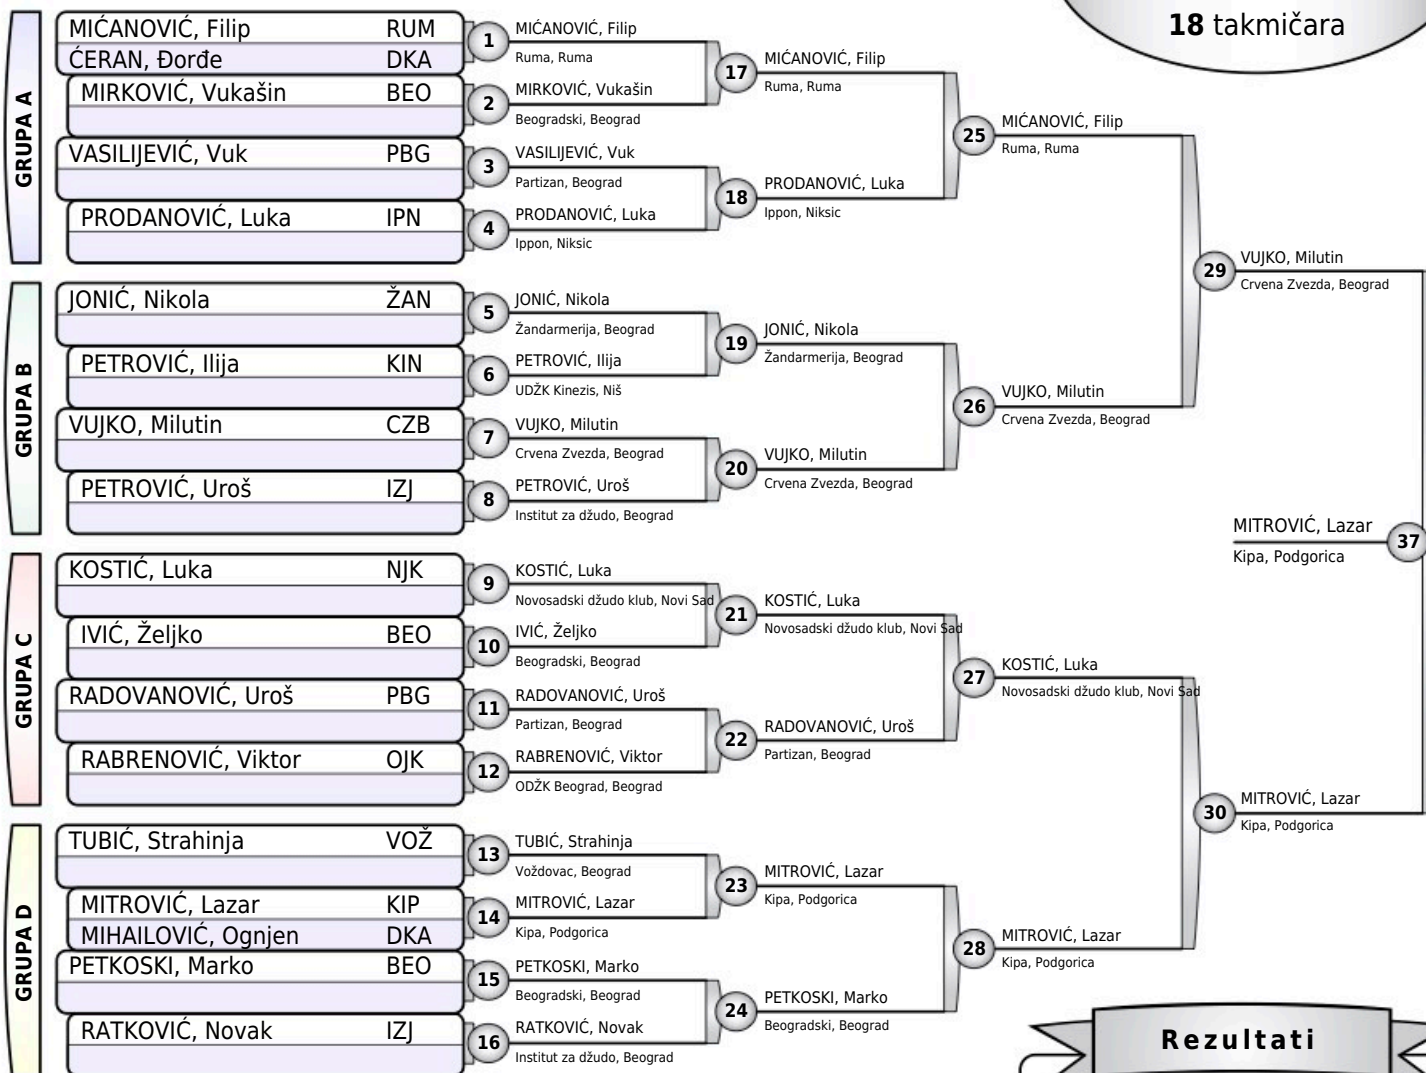 18 takmičara
GRUPA A
MIĆANOVIĆ, Filip RUM
ĆERAN, Đorđe DKA
MIRKOVIĆ, Vukašin BEO
VASILIJEVIĆ, Vuk PBG
PRODANOVIĆ, Luka IPN
GRUPA B
JONIĆ, Nikola ŽAN
PETROVIĆ, Ilija KIN
VUJKO, Milutin CZB
PETROVIĆ, Uroš IZJ
GRUPA C
KOSTIĆ, Luka NJK
IVIĆ, Željko BEO
RADOVANOVIĆ, Uroš PBG
RABRENOVIĆ, Viktor OJK
GRUPA D
TUBIĆ, Strahinja VOŽ
MITROVIĆ, Lazar KIP
MIHAILOVIĆ, Ognjen DKA
PETKOSKI, Marko BEO
RATKOVIĆ, Novak IZJ
1 MIĆANOVIĆ, Filip
Ruma, Ruma
2 MIRKOVIĆ, Vukašin
Beogradski, Beograd
3 VASILIJEVIĆ, Vuk
Partizan, Beograd
4 PRODANOVIĆ, Luka
Ippon, Niksic
5 JONIĆ, Nikola
Žandarmerija, Beograd
6 PETROVIĆ, Ilija
UDŽK Kinezis, Niš
7 VUJKO, Milutin
Crvena Zvezda, Beograd
8 PETROVIĆ, Uroš
Institut za džudo, Beograd
9 KOSTIĆ, Luka
Novosadski džudo klub, Novi Sad
10 IVIĆ, Željko
Beogradski, Beograd
11 RADOVANOVIĆ, Uroš
Partizan, Beograd
12 RABRENOVIĆ, Viktor
ODŽK Beograd, Beograd
13 TUBIĆ, Strahinja
Voždovac, Beograd
14 MITROVIĆ, Lazar
Kipa, Podgorica
15 PETKOSKI, Marko
Beogradski, Beograd
16 RATKOVIĆ, Novak
Institut za džudo, Beograd
17 MIĆANOVIĆ, Filip
Ruma, Ruma
18 PRODANOVIĆ, Luka
Ippon, Niksic
19 JONIĆ, Nikola
Žandarmerija, Beograd
20 VUJKO, Milutin
Crvena Zvezda, Beograd
21 KOSTIĆ, Luka
Novosadski džudo klub, Novi Sad
22 RADOVANOVIĆ, Uroš
Partizan, Beograd
23 MITROVIĆ, Lazar
Kipa, Podgorica
24 PETKOSKI, Marko
Beogradski, Beograd
25 MIĆANOVIĆ, Filip
Ruma, Ruma
26 VUJKO, Milutin
Crvena Zvezda, Beograd
27 KOSTIĆ, Luka
Novosadski džudo klub, Novi Sad
28 MITROVIĆ, Lazar
Kipa, Podgorica
29 VUJKO, Milutin
Crvena Zvezda, Beograd
30 MITROVIĆ, Lazar
Kipa, Podgorica
MITROVIĆ, Lazar 37
Kipa, Podgorica
Rezultati